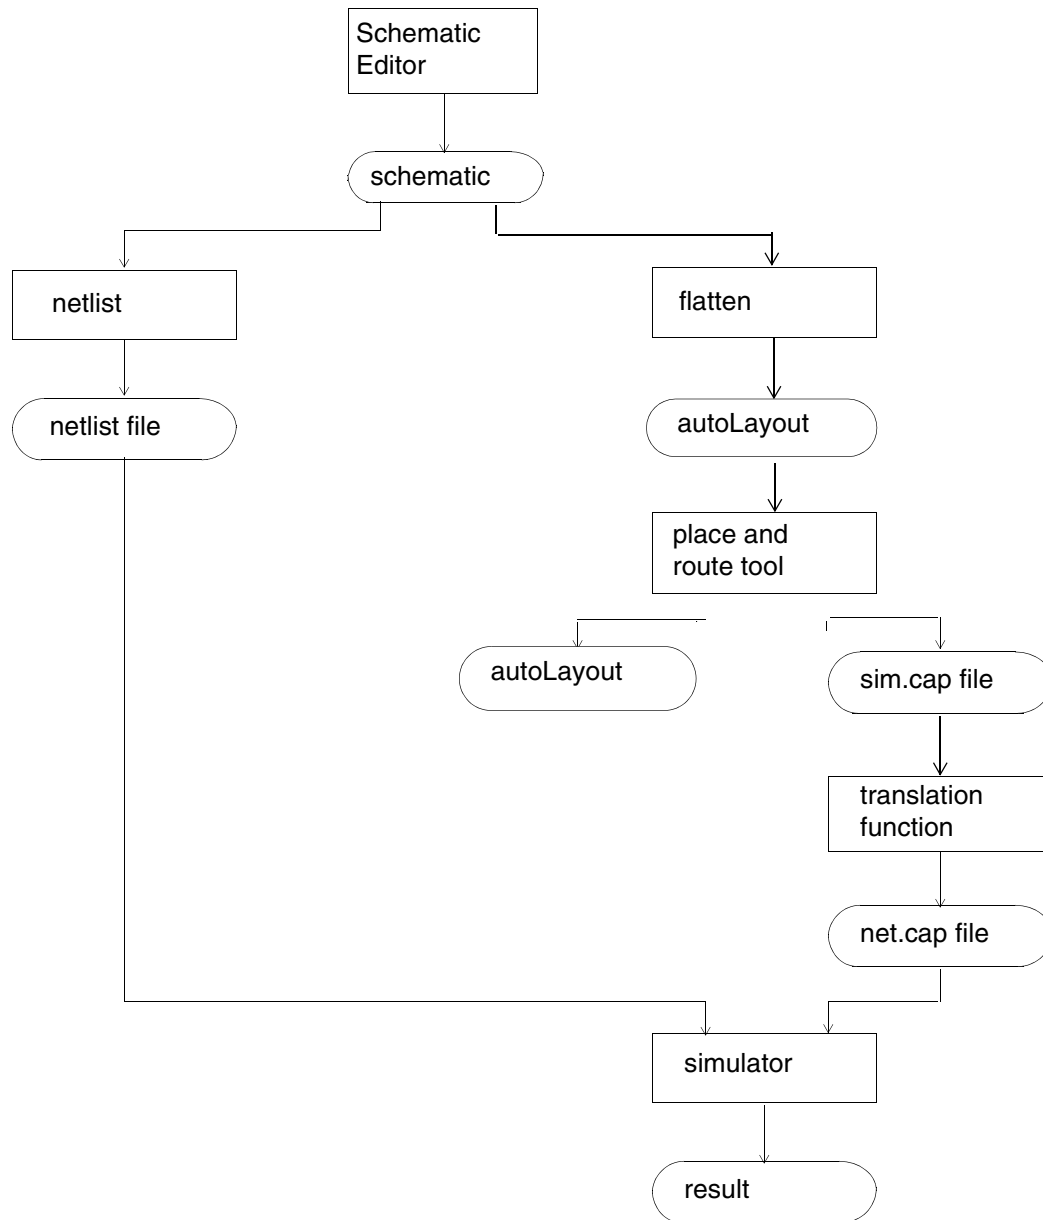 Schematic
Editor
schematic
netlist
flatten
netlist file
autoLayout
place and
route tool
autoLayout
sim.cap file
translation
function
net.cap file
simulator
result